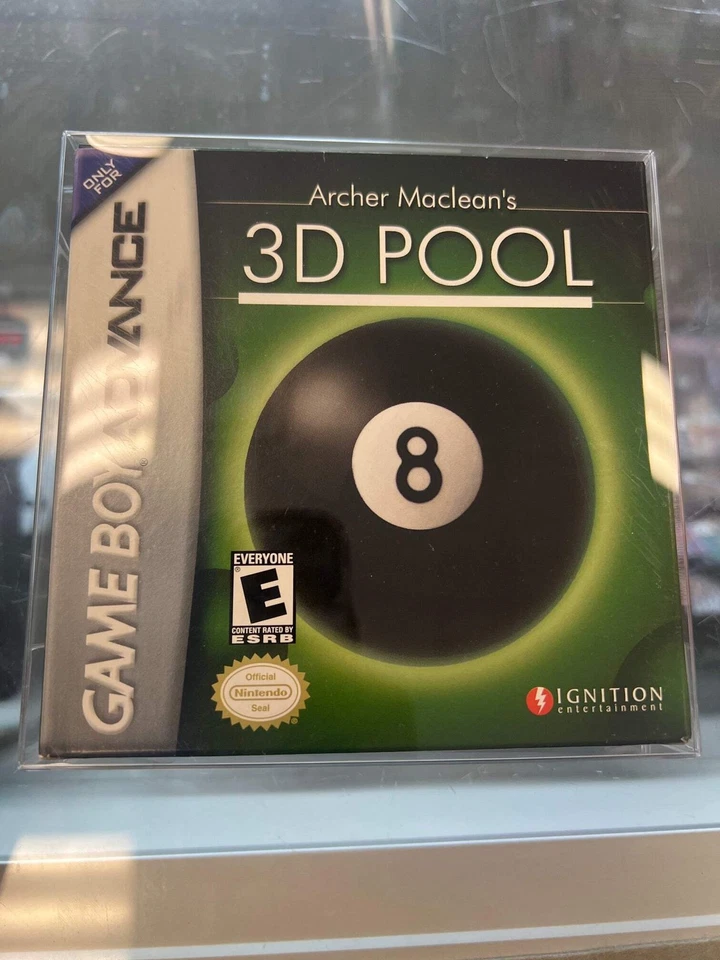 ONLY
FOR
GAME BOY ADVANCE
Archer Maclean's
3D POOL
8
EVERYONE
E
CONTENT RATED BY
ESRB
Official
Nintendo
Seal
IGNITION
entertainment